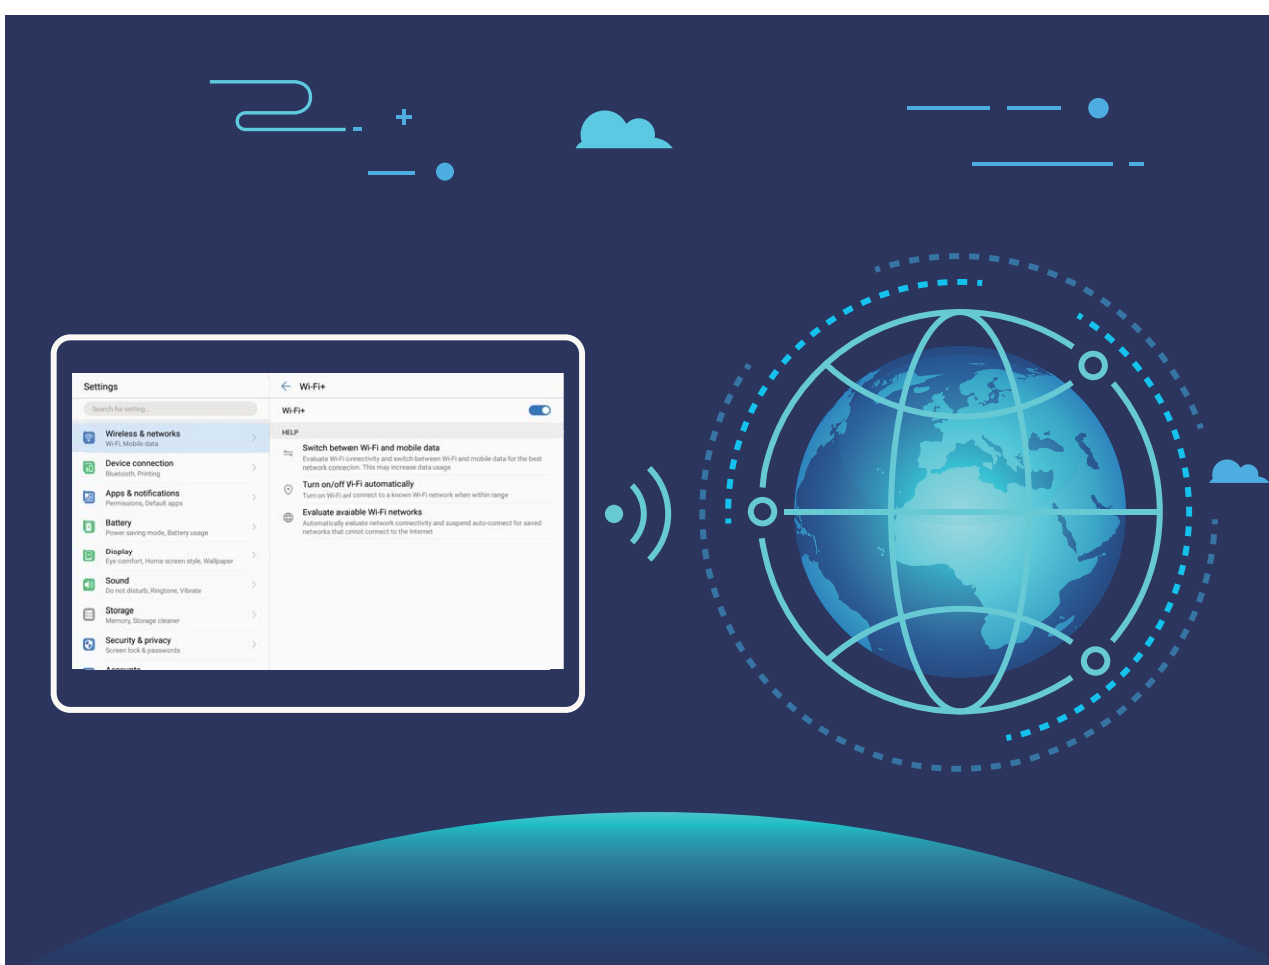 Settings
Search for setting...
Wireless & networks
Wi-Fi, Mobile data
Device connection
Bluetooth, Printing
Apps & notifications
Permissions, Default apps
Battery
Power saving mode, Battery usage
Display
Eye comfort, Home screen style, Wallpaper
Sound
Do not disturb, Ringtone, Vibrate
Storage
Memory, Storage cleaner
Security & privacy
Screen lock & passwords
Accounts
Wi-Fi+
Wi-Fi+
HELP
Switch between Wi-Fi and mobile data
Evaluate Wi-Fi connectivity and switch between Wi-Fi and mobile data for the best
network connecion. This may increase data usage
Turn on/off Wi-Fi automatically
Turn on Wi-Fi and connect to a known Wi-Fi network when within range
Evaluate avaiable Wi-Fi networks
Automatically evaluate network connectivity and suspend auto-connect for saved
networks that cannot connect to the Internet